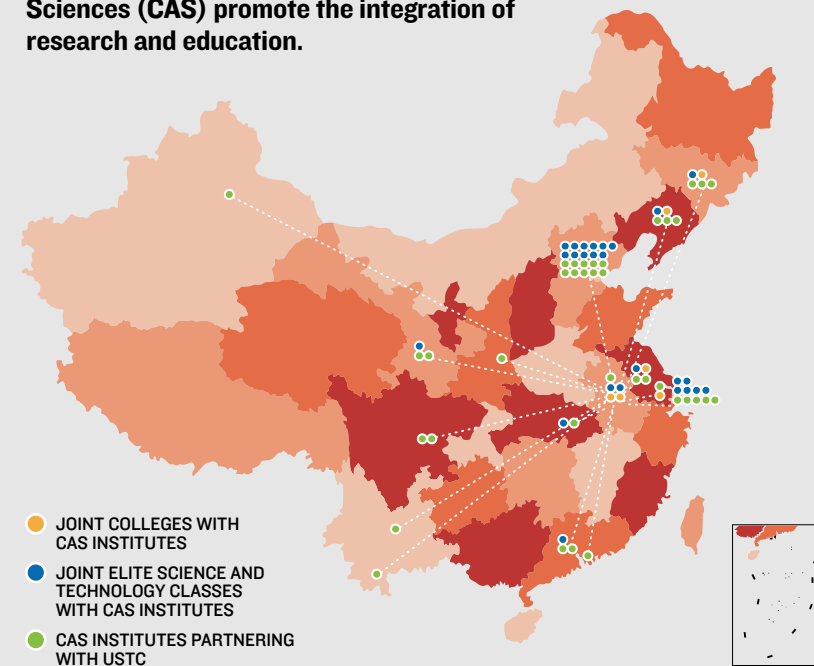 Sciences (CAS) promote the integration of
research and education.
JOINT COLLEGES WITH
CAS INSTITUTES
JOINT ELITE SCIENCE AND
TECHNOLOGY CLASSES
WITH CAS INSTITUTES
CAS INSTITUTES PARTNERING
WITH USTC